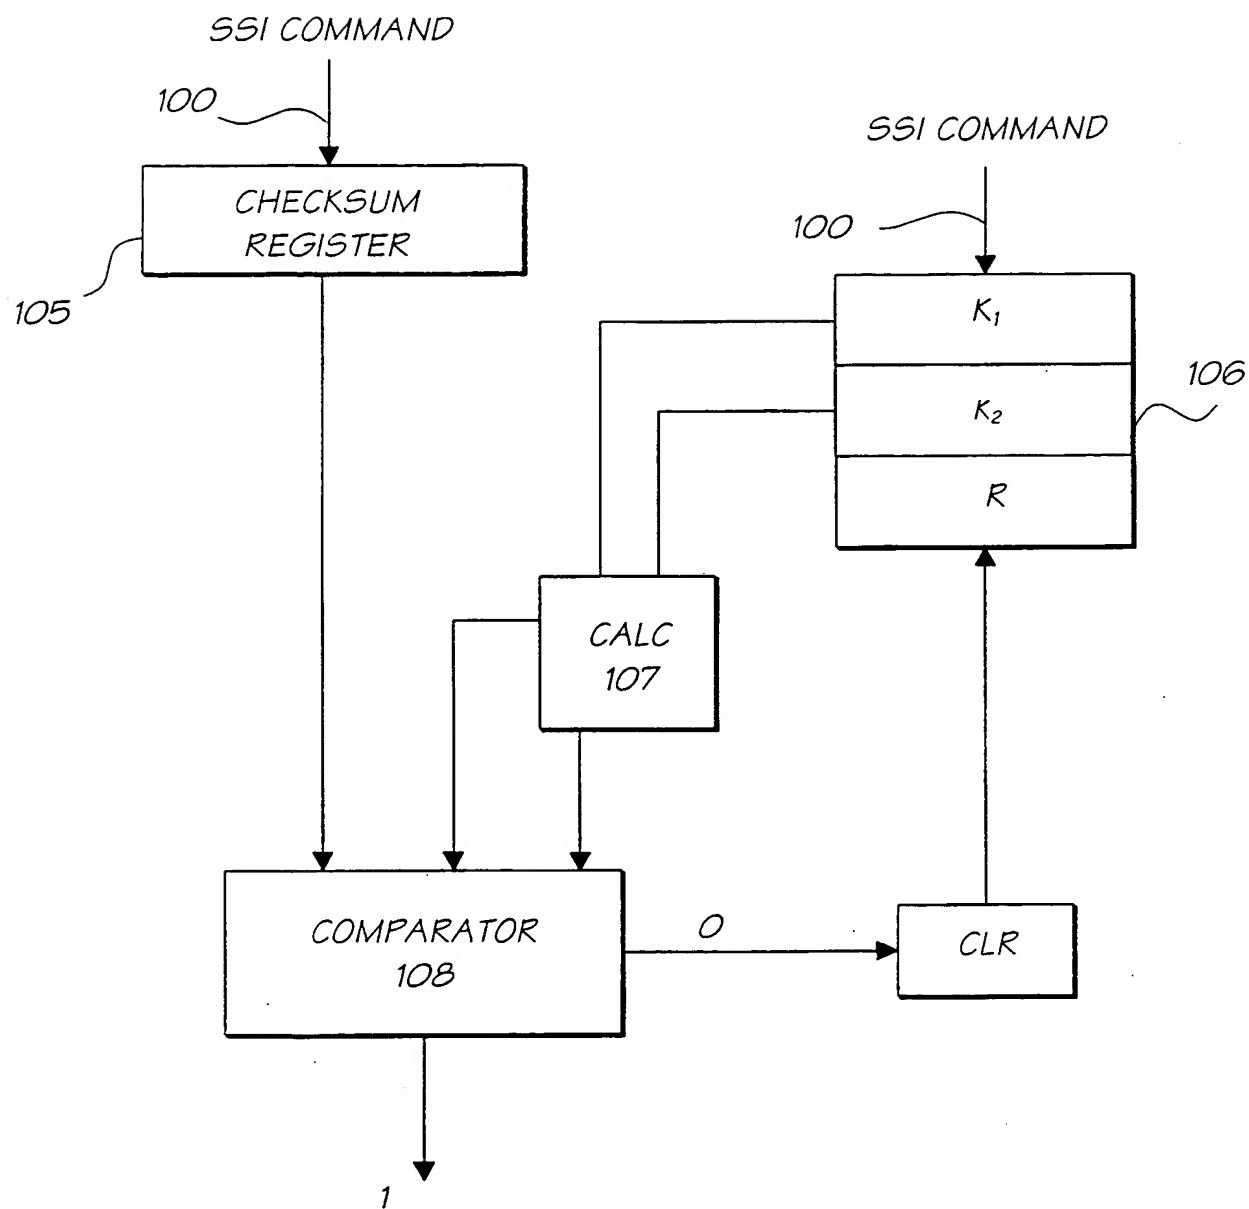 SSI COMMAND
100
SSI COMMAND
CHECKSUM
REGISTER
100
105
K₁
106
K₂
R
CALC
107
COMPARATOR
108
0
CLR
1